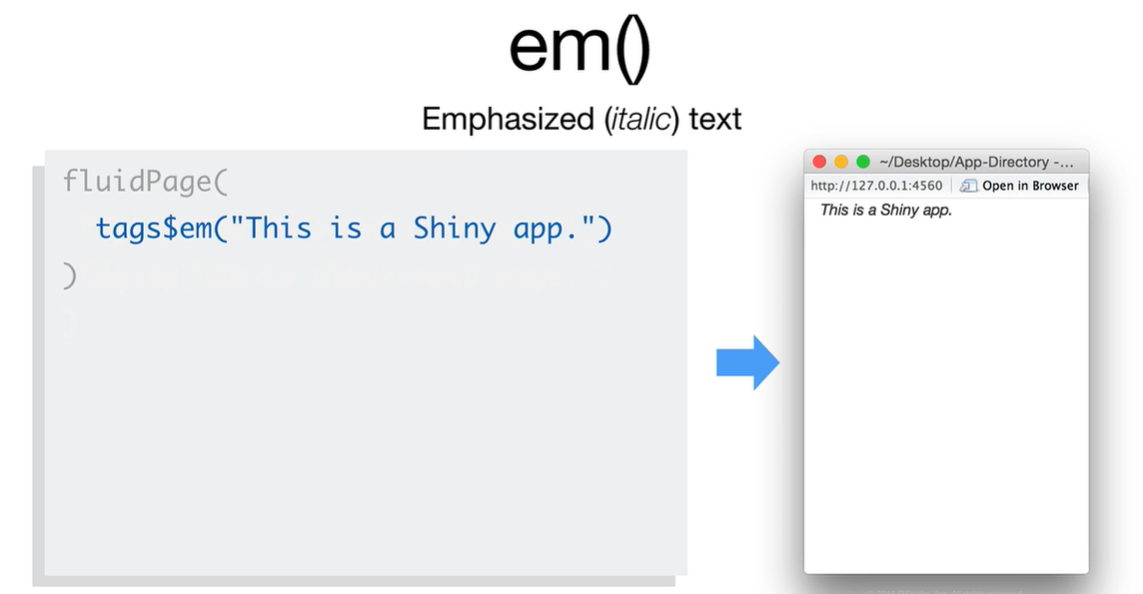 em()
Emphasized (italic) text
fluidPage(
tags$em("This is a Shiny app.")
)
~/Desktop/App-Directory -...
http://127.0.0.1:4560
Open in Browser
This is a Shiny app.